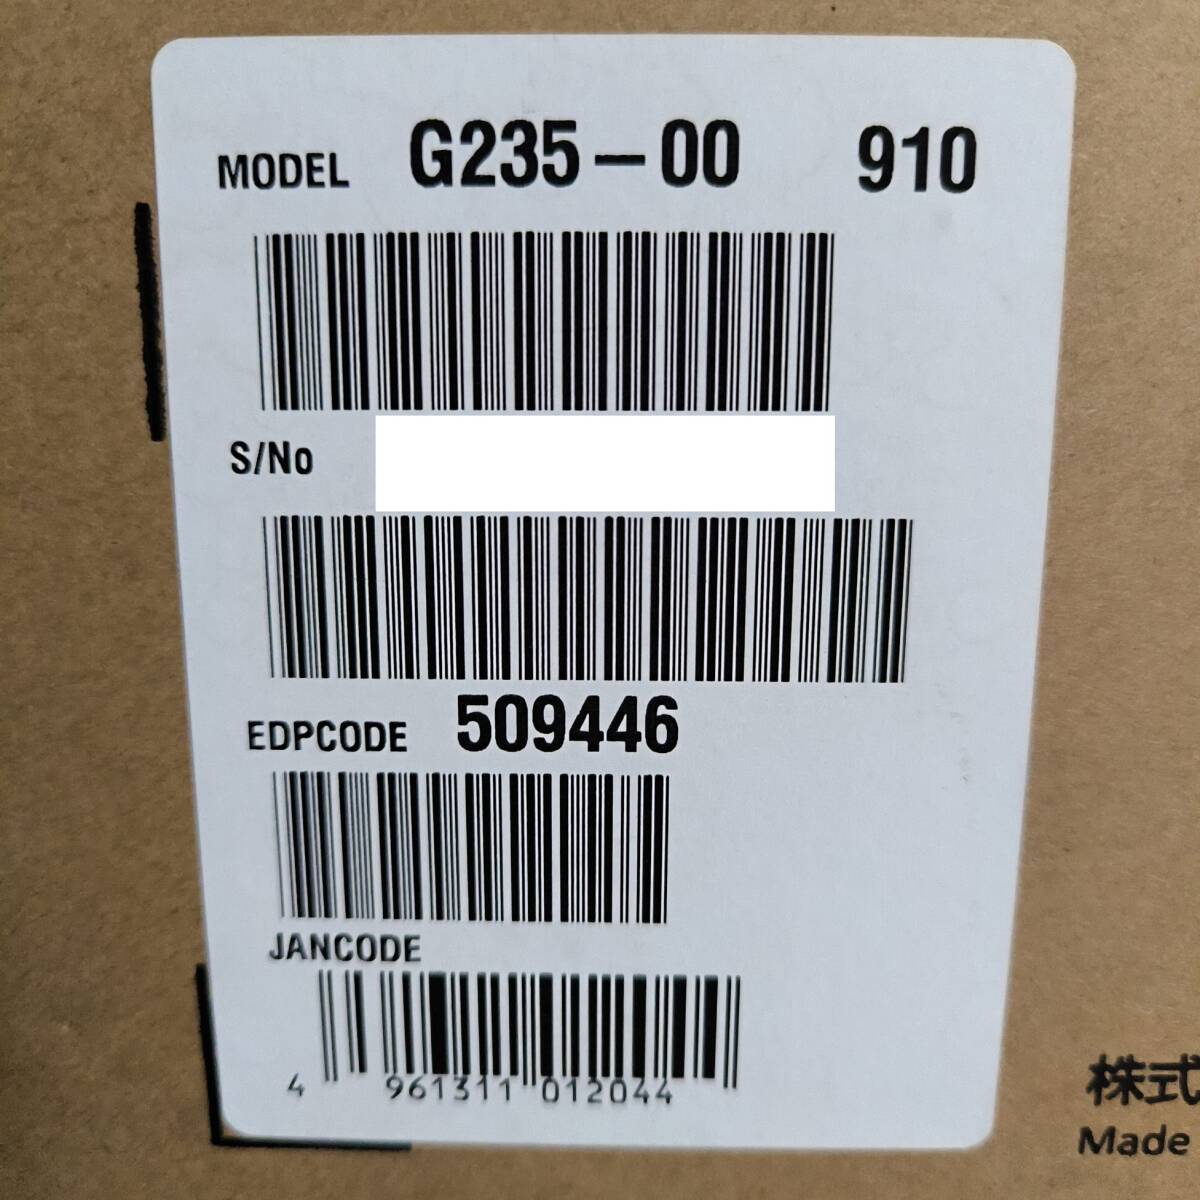 MODEL G235-00 910
S/No
EDPCODE 509446
JANCODE
4 961311 012044
株式
Made